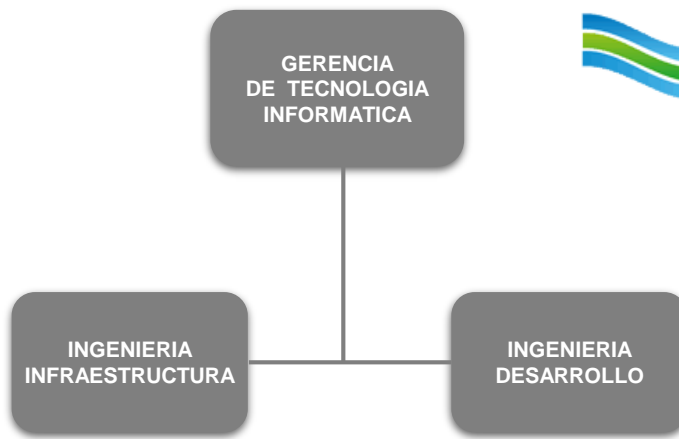 GERENCIA
DE TECNOLOGIA
INFORMATICA
INGENIERIA
INFRAESTRUCTURA
INGENIERIA
DESARROLLO